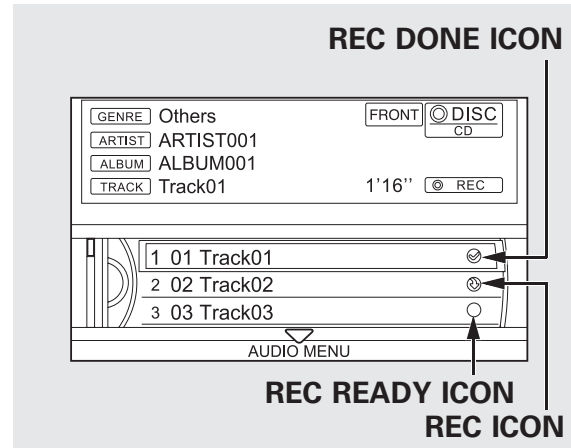 REC DONE ICON
GENRE Others FRONT DISC
CD
ARTIST ARTIST001
ALBUM ALBUM001
TRACK Track01 1'16'' REC
1 01 Track01
2 02 Track02
3 03 Track03
AUDIO MENU
REC READY ICON
REC ICON